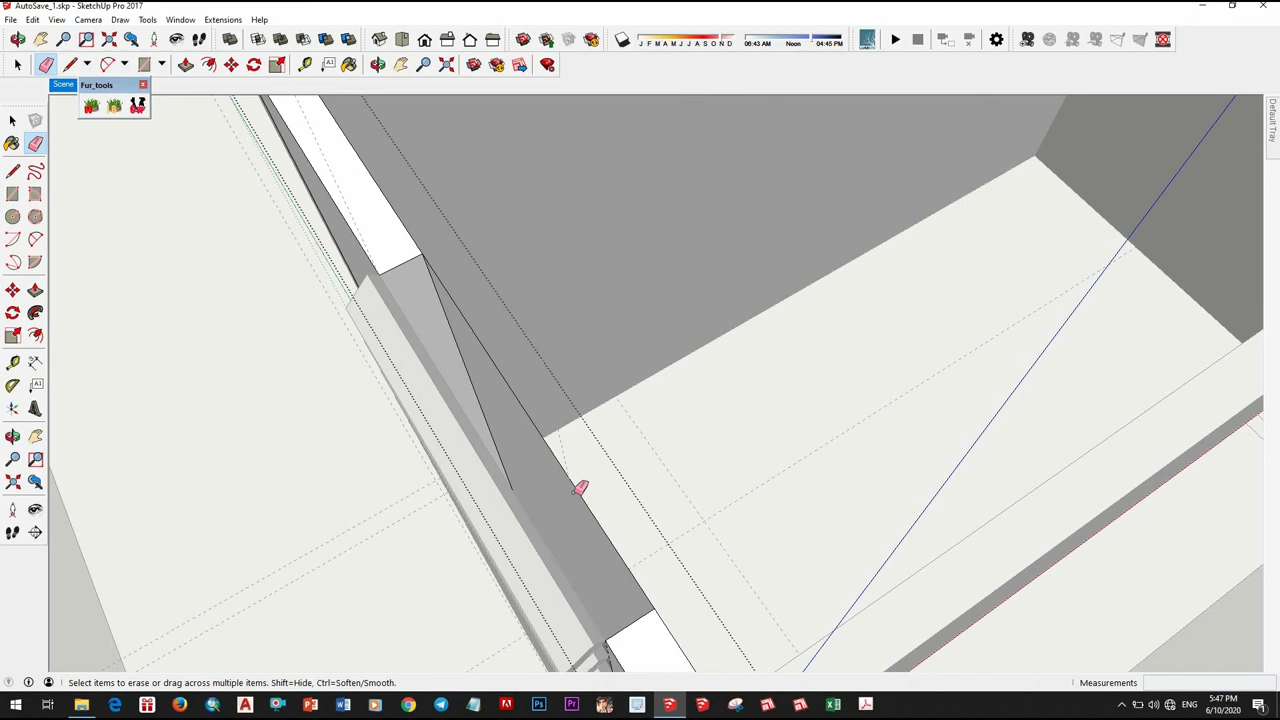 AutoSave_1.skp - SketchUp Pro 2017
File Edit View Camera Draw Tools Window Extensions Help
J F M A M J J A S O N D 06:43 AM Noon 04:45 PM
Scene
Fur_tools
Default Tray
Select items to erase or drag across multiple items. Shift=Hide, Ctrl=Soften/Smooth.
Measurements
ENG
5:47 PM
6/10/2020